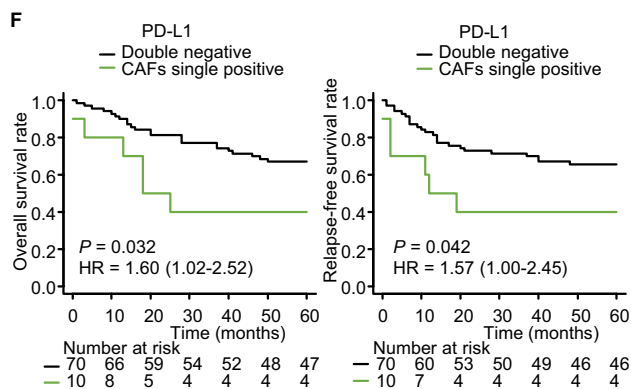 F
PD-L1
Double negative
CAFs single positive
Overall survival rate
1.0
0.8
0.6
0.4
0.2
0.0
P = 0.032
HR = 1.60 (1.02-2.52)
0 10 20 30 40 50 60
Time (months)
Number at risk
70 66 59 54 52 48 47
10 8 5 4 4 4 4
PD-L1
Double negative
CAFs single positive
Relapse-free survival rate
1.0
0.8
0.6
0.4
0.2
0.0
P = 0.042
HR = 1.57 (1.00-2.45)
0 10 20 30 40 50 60
Time (months)
Number at risk
70 60 53 50 49 46 46
10 7 4 4 4 4 4